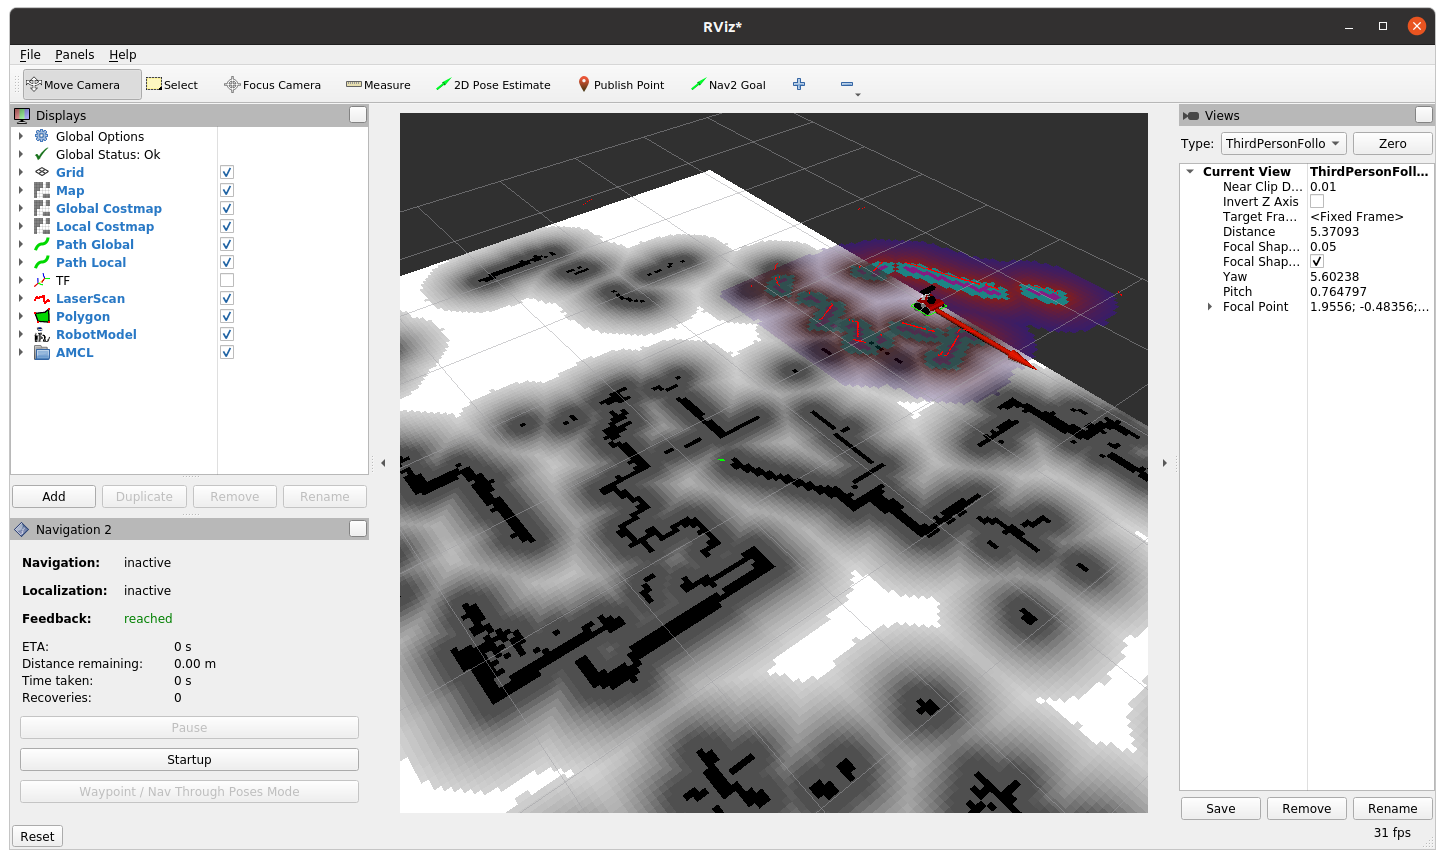 RViz*
File Panels Help
Move Camera Select Focus Camera Measure 2D Pose Estimate Publish Point Nav2 Goal
Displays
Global Options
Global Status: Ok
Grid
Map
Global Costmap
Local Costmap
Path Global
Path Local
TF
LaserScan
Polygon
RobotModel
AMCL
Add Duplicate Remove Rename
Navigation 2
Navigation: inactive
Localization: inactive
Feedback: reached
ETA: 0 s
Distance remaining: 0.00 m
Time taken: 0 s
Recoveries: 0
Pause
Startup
Waypoint / Nav Through Poses Mode
Reset
Views
Type: ThirdPersonFollo Zero
Current View ThirdPersonFoll...
Near Clip D... 0.01
Invert Z Axis
Target Fra... <Fixed Frame>
Distance 5.37093
Focal Shap... 0.05
Focal Shap...
Yaw 5.60238
Pitch 0.764797
Focal Point 1.9556; -0.48356;...
Save Remove Rename
31 fps